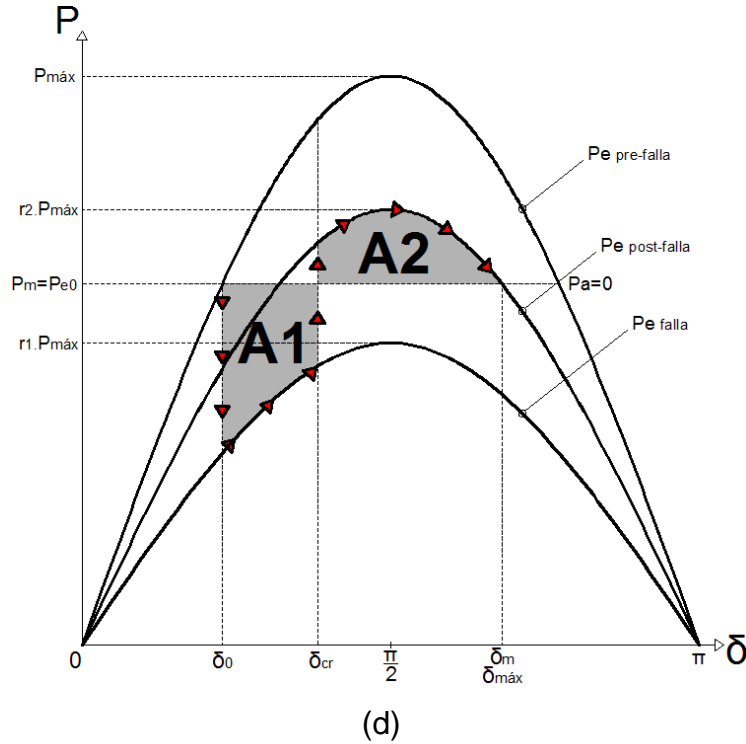 P
Pmáx
Pe pre-falla
r2.Pmáx
A2
Pe post-falla
Pm=Pe0
Pa=0
Pe falla
r1.Pmáx
A1
0
δ0
δcr
π
2
δm
δmáx
π
δ
(d)